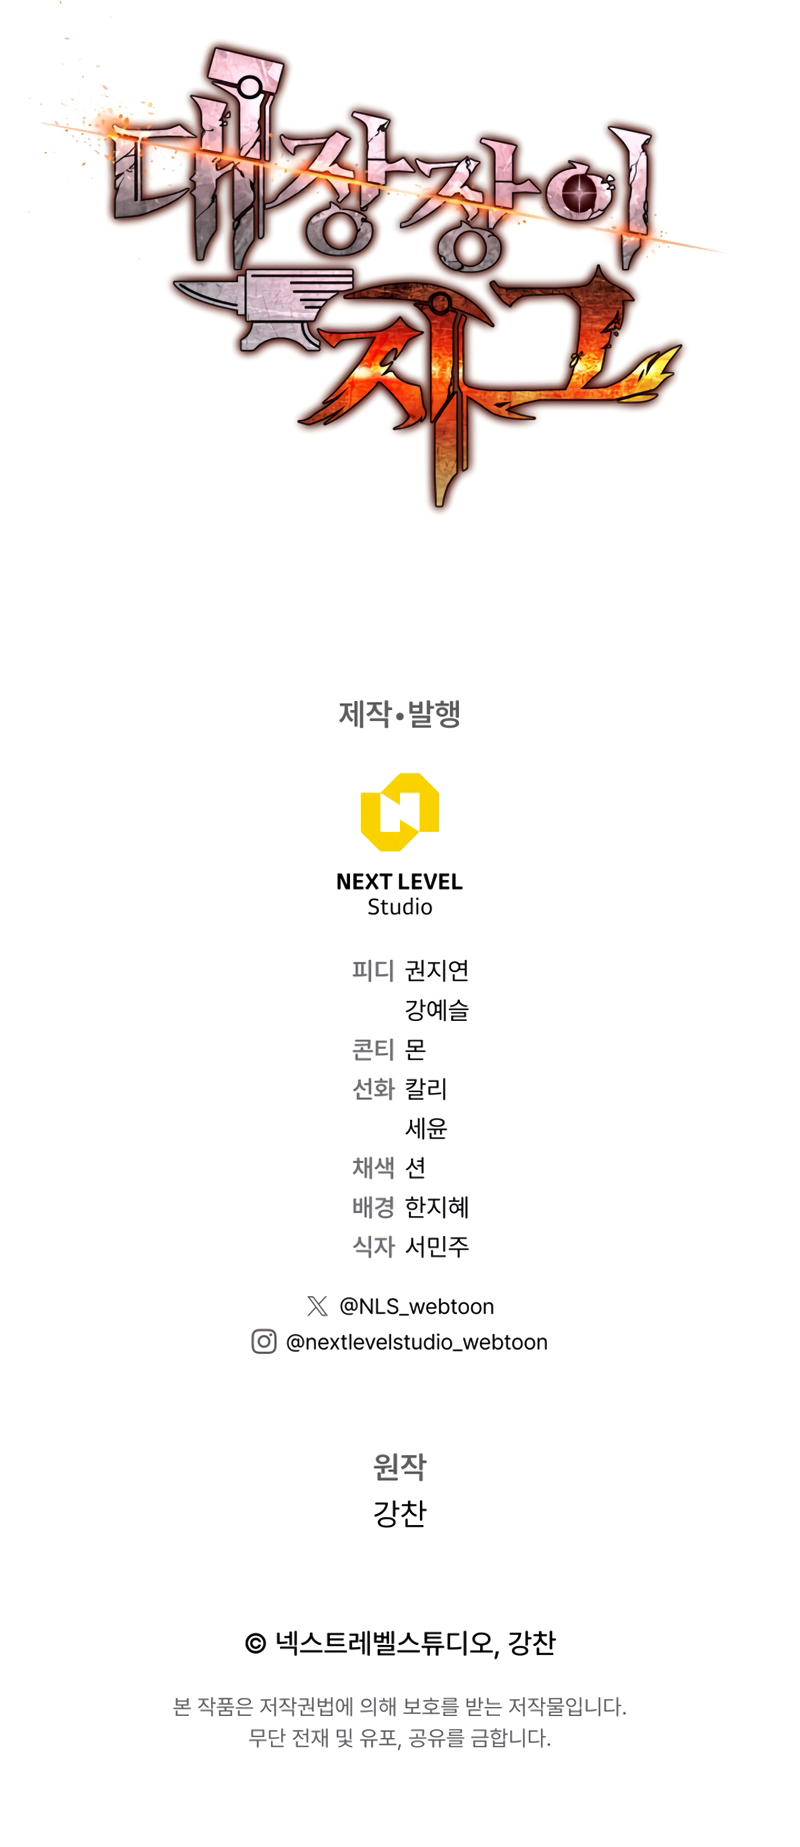 대장장이
지그
제작•발행
NEXT LEVEL
Studio
피디 권지연
강예슬
콘티 몬
선화 칼리
세윤
채색 션
배경 한지혜
식자 서민주
@NLS_webtoon
@nextlevelstudio_webtoon
원작
강찬
© 넥스트레벨스튜디오, 강찬
본 작품은 저작권법에 의해 보호를 받는 저작물입니다.
무단 전재 및 유포, 공유를 금합니다.